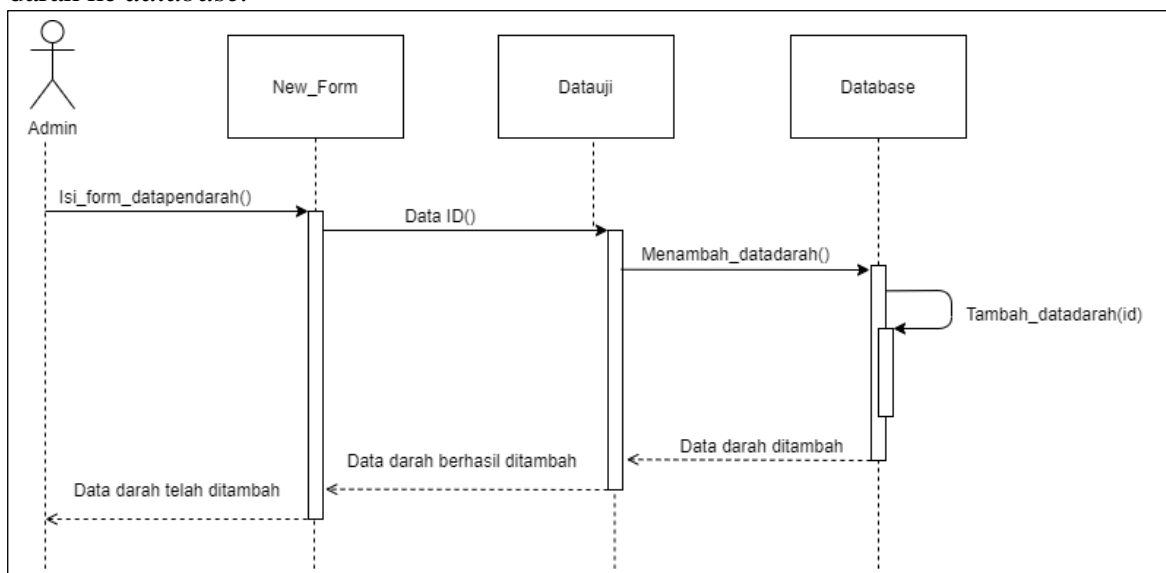 darah ke database.
Admin
New_Form
Datauji
Database
Isi_form_datapendarah()
Data ID()
Menambah_datadarah()
Tambah_datadarah(id)
Data darah ditambah
Data darah berhasil ditambah
Data darah telah ditambah